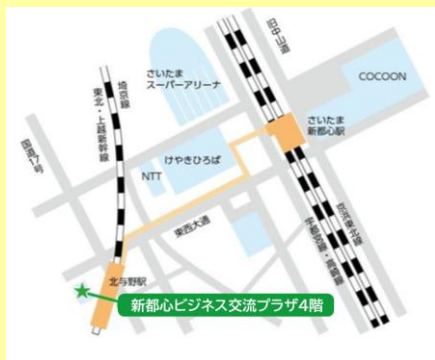 旧中山道
COCOON
さいたま
スーパーアリーナ
さいたま
新都心駅
埼京線
東北・上越新幹線
国道17号
けやきひろば
NTT
東西大通
京浜東北線
宇都宮線・高崎線
北与野駅
新都心ビジネス交流プラザ4階